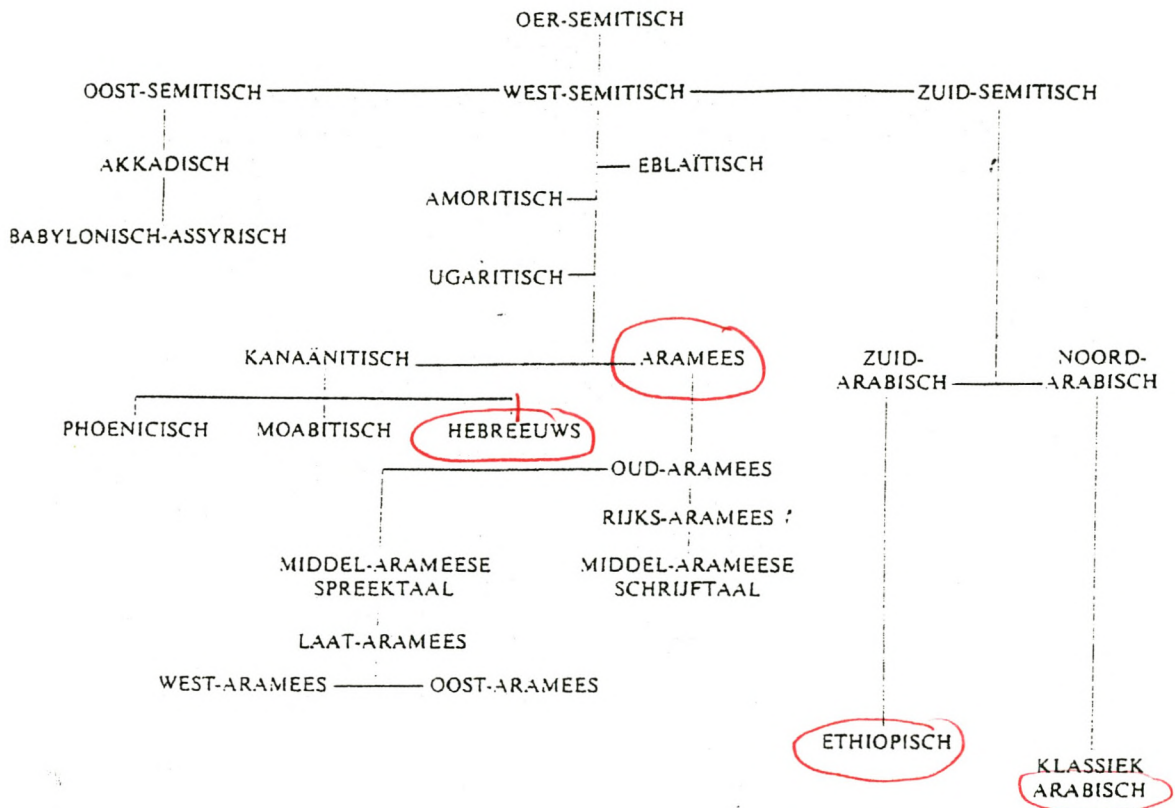 OER-SEMITISCH
OOST-SEMITISCH WEST-SEMITISCH ZUID-SEMITISCH
AKKADISCH EBLAÏTISCH
AMORITISCH
BABYLONISCH-ASSYRISCH
UGARITISCH
KANAÄNITISCH ARAMEES ZUID-ARABISCH NOORD-ARABISCH
PHOENICISCH MOABITISCH HEBREEUWS
OUD-ARAMEES
RIJKS-ARAMEES
MIDDEL-ARAMEESE
SPREEKTAAL
MIDDEL-ARAMEESE
SCHRIJFTAAL
LAAT-ARAMEES
WEST-ARAMEES OOST-ARAMEES
ETHIOPISCH
KLASSIEK
ARABISCH